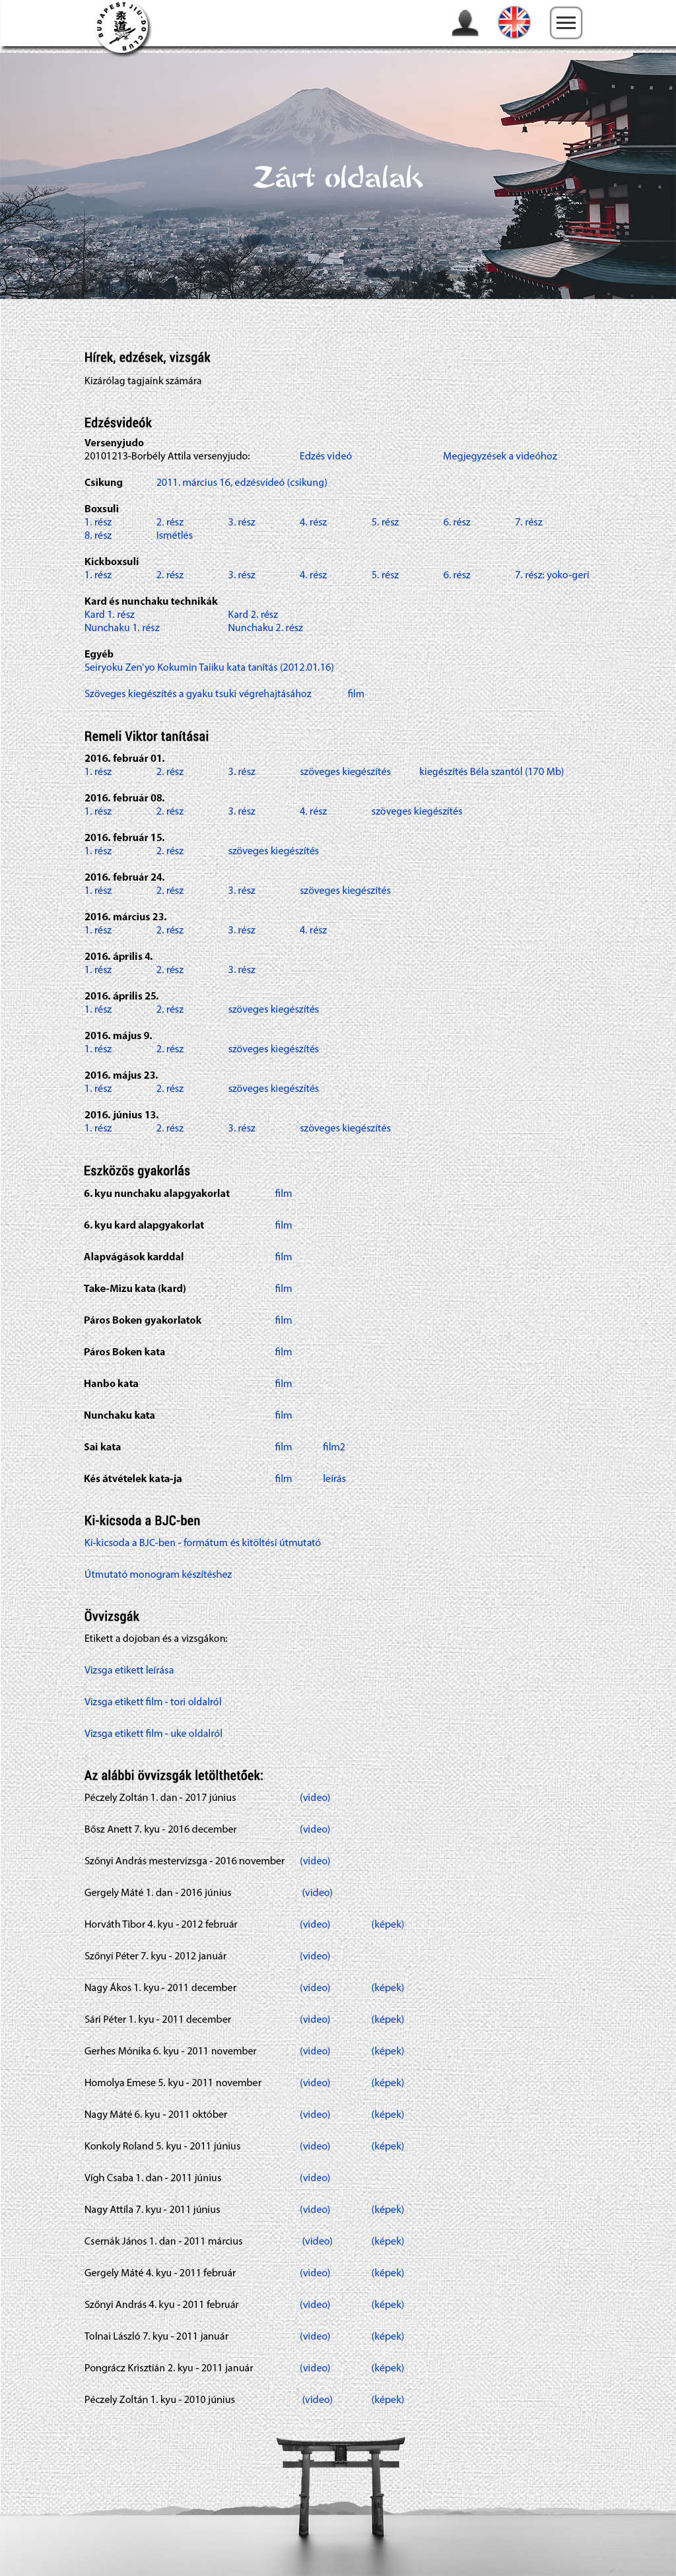 BUDAPEST JIU-DO CLUB
柔道
Zárt oldalak
Hírek, edzések, vizsgák
Kizárólag tagjaink számára
Edzésvideók
Versenyjudo
20101213-Borbély Attila versenyjudo: Edzés videó Megjegyzések a videóhoz
Csikung 2011. március 16, edzésvideó (csikung)
Boxsuli
1. rész 2. rész 3. rész 4. rész 5. rész 6. rész 7. rész
8. rész Ismétlés
Kickboxsuli
1. rész 2. rész 3. rész 4. rész 5. rész 6. rész 7. rész: yoko-geri
Kard és nunchaku technikák
Kard 1. rész Kard 2. rész
Nunchaku 1. rész Nunchaku 2. rész
Egyéb
Seiryoku Zen'yo Kokumin Taiiku kata tanítás (2012.01.16)
Szöveges kiegészítés a gyaku tsuki végrehajtásához film
Remeli Viktor tanításai
2016. február 01.
1. rész 2. rész 3. rész szöveges kiegészítés kiegészítés Béla szantól (170 Mb)
2016. február 08.
1. rész 2. rész 3. rész 4. rész szöveges kiegészítés
2016. február 15.
1. rész 2. rész szöveges kiegészítés
2016. február 24.
1. rész 2. rész 3. rész szöveges kiegészítés
2016. március 23.
1. rész 2. rész 3. rész 4. rész
2016. április 4.
1. rész 2. rész 3. rész
2016. április 25.
1. rész 2. rész szöveges kiegészítés
2016. május 9.
1. rész 2. rész szöveges kiegészítés
2016. május 23.
1. rész 2. rész szöveges kiegészítés
2016. június 13.
1. rész 2. rész 3. rész szöveges kiegészítés
Eszközös gyakorlás
6. kyu nunchaku alapgyakorlat film
6. kyu kard alapgyakorlat film
Alapvágások karddal film
Take-Mizu kata (kard) film
Páros Boken gyakorlatok film
Páros Boken kata film
Hanbo kata film
Nunchaku kata film
Sai kata film film2
Kés átvételek kata-ja film leírás
Ki-kicsoda a BJC-ben
Ki-kicsoda a BJC-ben - formátum és kitöltési útmutató
Útmutató monogram készítéshez
Övvizsgák
Etikett a dojoban és a vizsgákon:
Vizsga etikett leírása
Vizsga etikett film - tori oldalról
Vizsga etikett film - uke oldalról
Az alábbi övvizsgák letölthetőek:
Péczely Zoltán 1. dan - 2017 június (video)
Bősz Anett 7. kyu - 2016 december (video)
Szőnyi András mestervizsga - 2016 november (video)
Gergely Máté 1. dan - 2016 június (video)
Horváth Tibor 4. kyu - 2012 február (video) (képek)
Szőnyi Péter 7. kyu - 2012 január (video)
Nagy Ákos 1. kyu - 2011 december (video) (képek)
Sári Péter 1. kyu - 2011 december (video) (képek)
Gerhes Mónika 6. kyu - 2011 november (video) (képek)
Homolya Emese 5. kyu - 2011 november (video) (képek)
Nagy Máté 6. kyu - 2011 október (video) (képek)
Konkoly Roland 5. kyu - 2011 június (video) (képek)
Vígh Csaba 1. dan - 2011 június (video)
Nagy Attila 7. kyu - 2011 június (video) (képek)
Csernák János 1. dan - 2011 március (video) (képek)
Gergely Máté 4. kyu - 2011 február (video) (képek)
Szőnyi András 4. kyu - 2011 február (video) (képek)
Tolnai László 7. kyu - 2011 január (video) (képek)
Pongrácz Krisztián 2. kyu - 2011 január (video) (képek)
Péczely Zoltán 1. kyu - 2010 június (video) (képek)